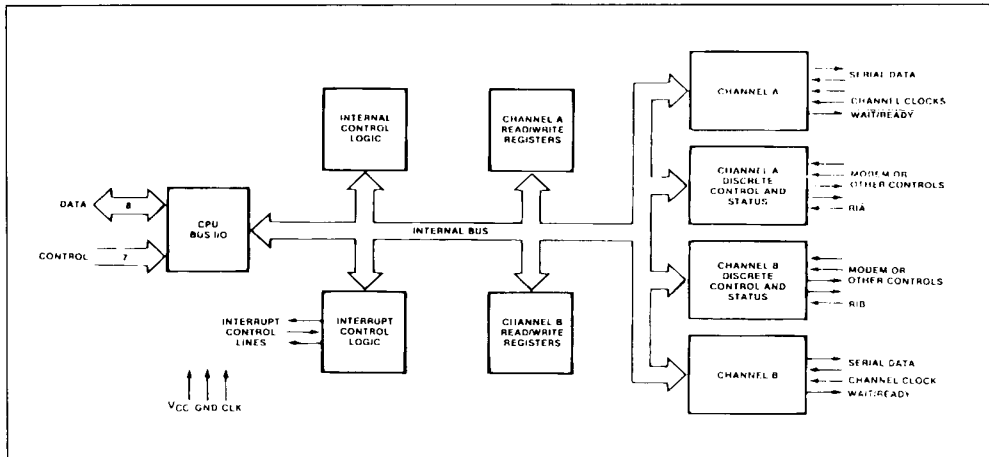 INTERNAL
CONTROL
LOGIC
CHANNEL A
READ/WRITE
REGISTERS
CHANNEL A
SERIAL DATA
CHANNEL CLOCKS
WAIT/READY
CHANNEL A
DISCRETE
CONTROL AND
STATUS
MODEM OR
OTHER CONTROLS
RIA
DATA
8
CONTROL
7
CPU
BUS I/O
INTERNAL BUS
CHANNEL B
DISCRETE
CONTROL AND
STATUS
MODEM OR
OTHER CONTROLS
RIB
INTERRUPT
CONTROL
LINES
INTERRUPT
CONTROL
LOGIC
CHANNEL B
READ/WRITE
REGISTERS
CHANNEL B
SERIAL DATA
CHANNEL CLOCK
WAIT/READY
VCC GND CLK